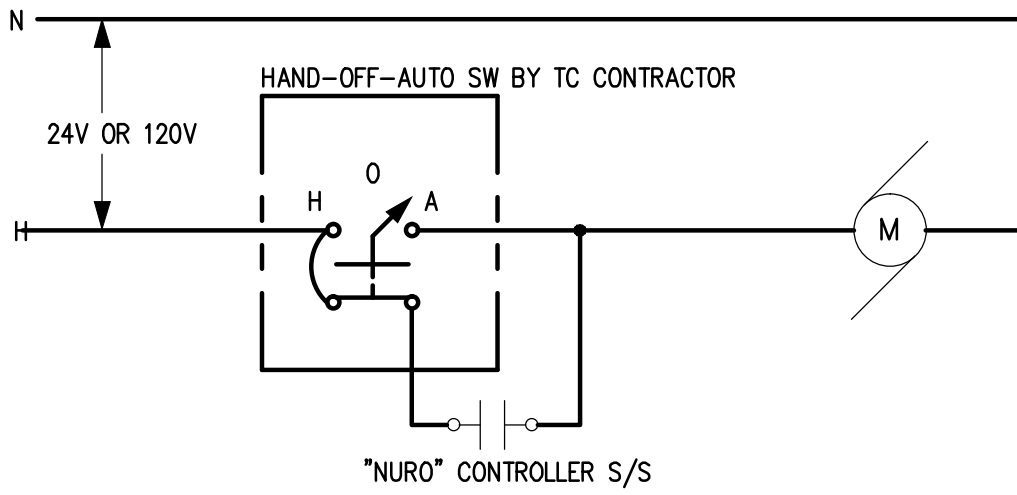 N
HAND-OFF-AUTO SW BY TC CONTRACTOR
24V OR 120V
O
H
A
H
M
"NURO" CONTROLLER S/S